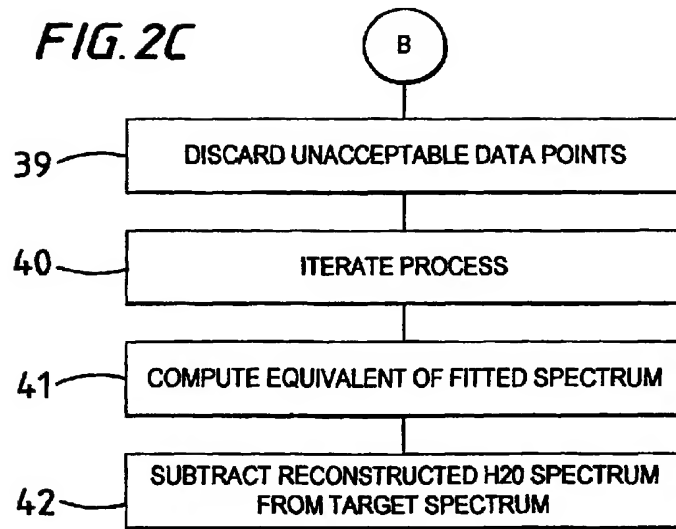 FIG. 2C
B
39
DISCARD UNACCEPTABLE DATA POINTS
40
ITERATE PROCESS
41
COMPUTE EQUIVALENT OF FITTED SPECTRUM
42
SUBTRACT RECONSTRUCTED H20 SPECTRUM
FROM TARGET SPECTRUM